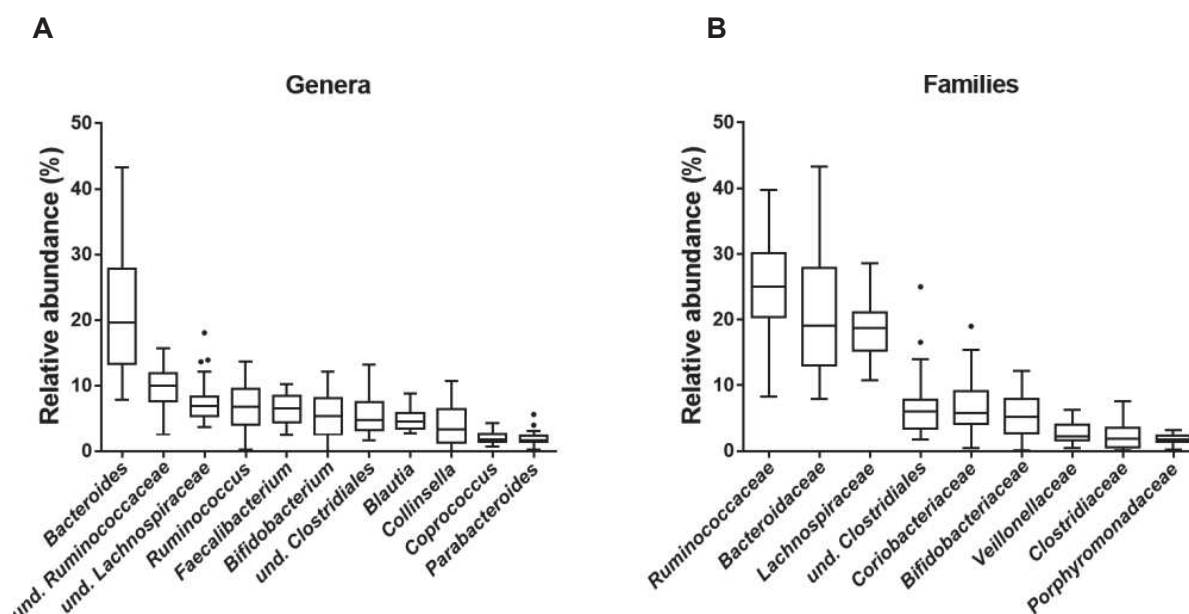 A
Genera
Relative abundance (%)
50
40
30
20
10
0
Bacteroides
und. Ruminococcaceae
und. Lachnospiraceae
Ruminococcus
Faecallibacterium
Bifidobacterium
und. Clostridiales
Blautia
Collinsella
Coprococcus
Parabacteroides
B
Families
Relative abundance (%)
50
40
30
20
10
0
Ruminoccaceae
Bacteroidaceae
Lachnospiraceae
und. Clostridiales
Coriobacteriaceae
Bifidobacteriaceae
Veillonellaceae
Clostridiaceae
Porphyromonadaceae